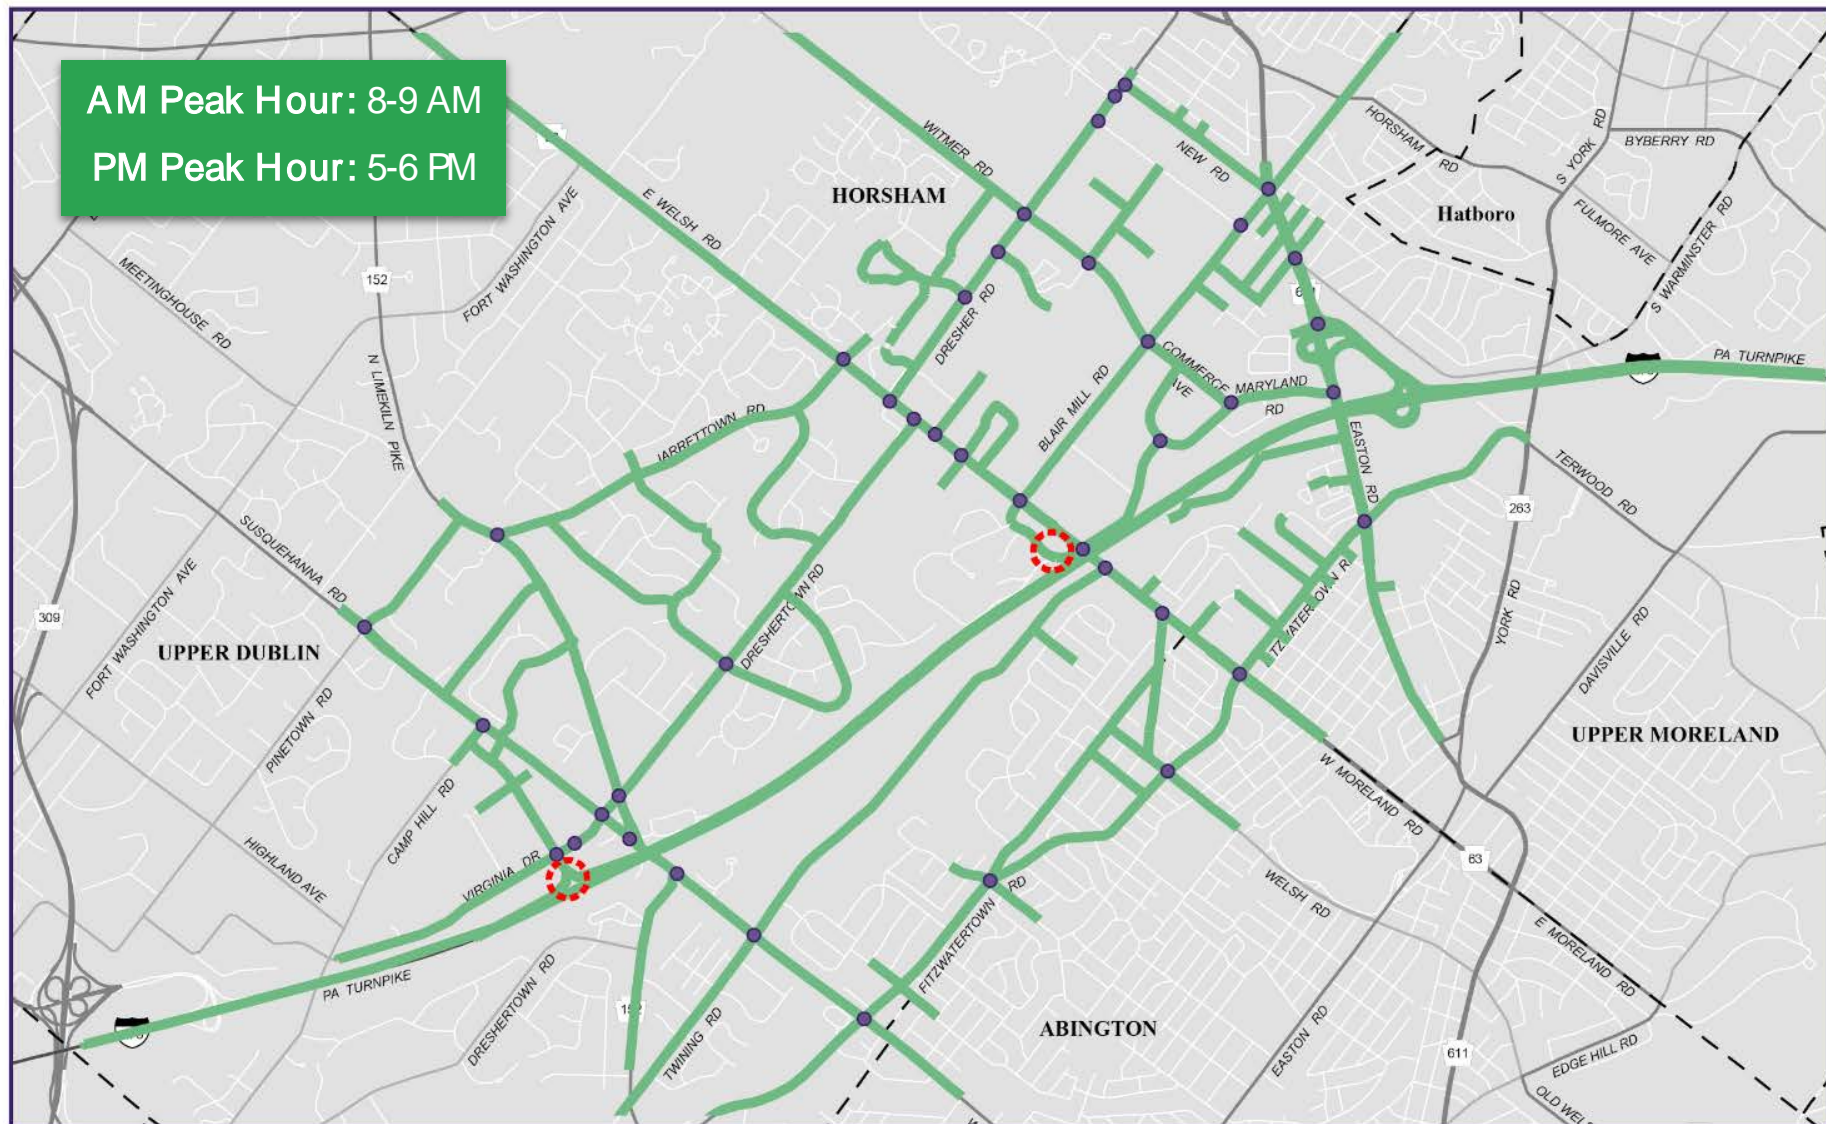 AM Peak Hour: 8-9 AM
PM Peak Hour: 5-6 PM
WITMER RD
NEW RD
HORSHAM RD
S YORK RD
BYBERRY RD
HORSHAM
Hatboro
FULMORE AVE
S WARMINSTER RD
E WELSH RD
FORT WASHINGTON AVE
MEETINGHOUSE RD
152
N LIMEKILN PIKE
DRESHER RD
COMMERCE AVE
MARYLAND RD
PA TURNPIKE
BLAIR MILL RD
JARRETTOWN RD
EASTON RD
TERWOOD RD
263
SUSQUEHANNA RD
FORT WASHINGTON AVE
309
UPPER DUBLIN
PINETOWN RD
DRESHERTOWN RD
YORK RD
DAVISVILLE RD
UPPER MORELAND
W MORELAND RD
63
CAMP HILL RD
HIGHLAND AVE
VIRGINIA DR
WELSH RD
E MORELAND RD
FITZWATERTOWN RD
PA TURNPIKE
DRESHERTOWN RD
TWINING RD
ABINGTON
EASTON RD
611
EDGE HILL RD